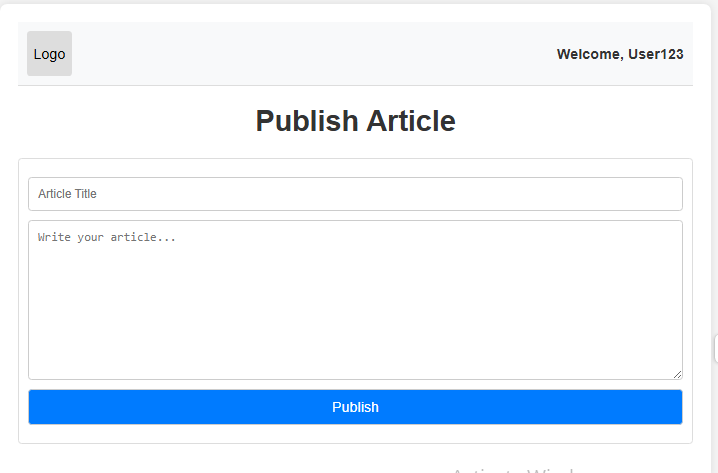 Logo
Welcome, User123
Publish Article
Article Title
Write your article...
Publish